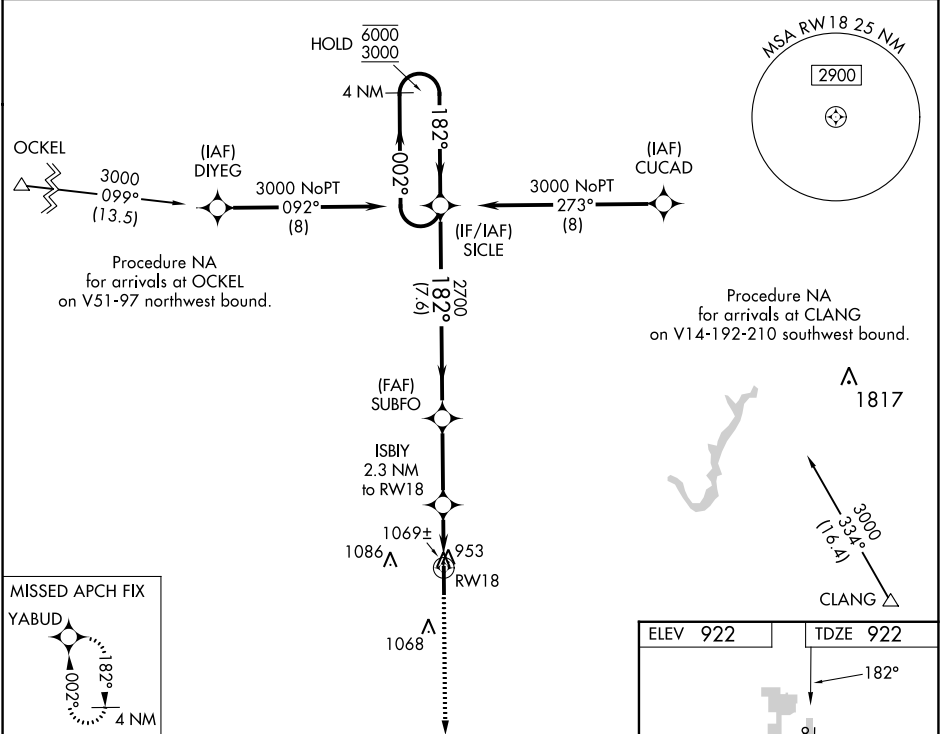 HOLD 6000
3000
4 NM
182°
002°
MSA RW18 25 NM
2900
OCKEL
3000
099°
(13.5)
(IAF)
DIYEG
3000 NoPT
092°
(8)
(IAF)
CUCAD
3000 NoPT
273°
(8)
(IF/IAF)
SICLE
Procedure NA
for arrivals at OCKEL
on V51-97 northwest bound.
2700
182°
(7.6)
Procedure NA
for arrivals at CLANG
on V14-192-210 southwest bound.
1817
(FAF)
SUBFO
ISBIY
2.3 NM
to RW18
1069±
1086
953
RW18
1068
3000
334°
(16.4)
CLANG
MISSED APCH FIX
YABUD
182°
002°
4 NM
ELEV 922
TDZE 922
182°